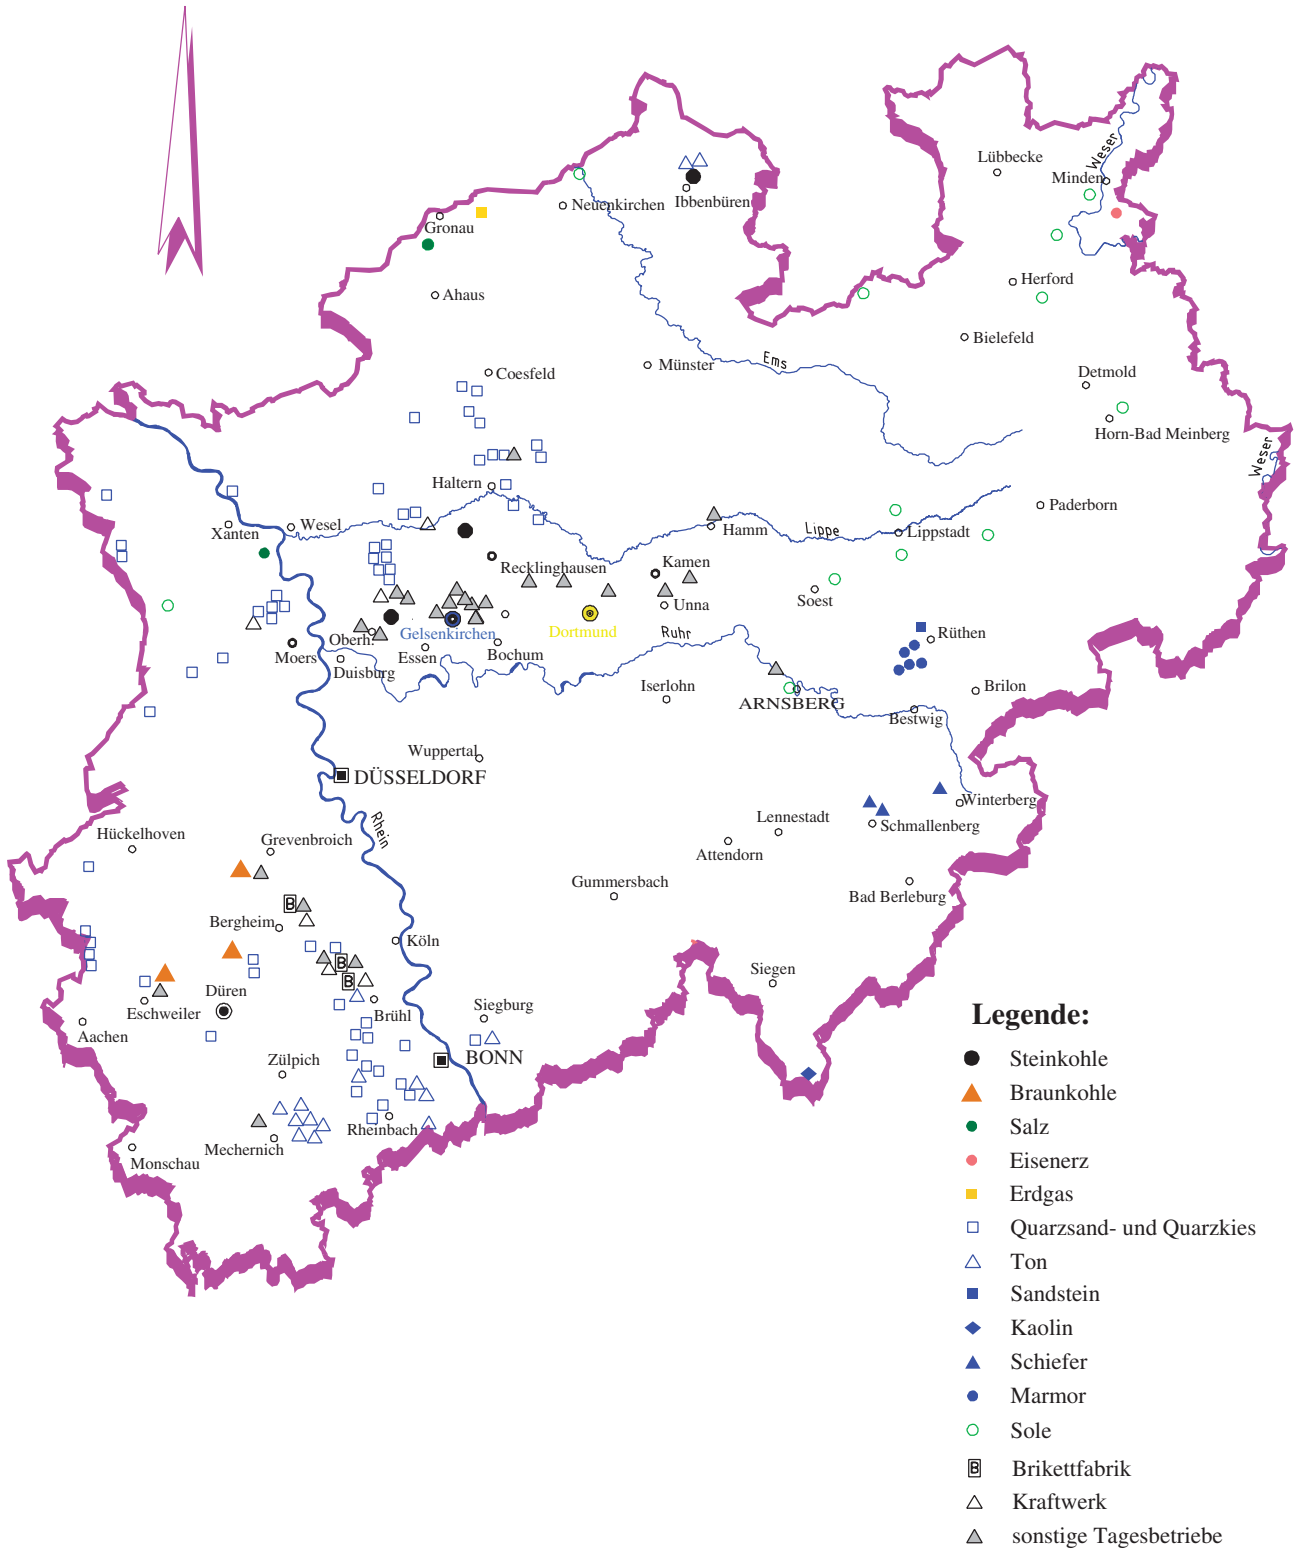 Lübbecke
Weser
Minden
Neuenkirchen
Ibbenbüren
Gronau
Ahaus
Herford
Bielefeld
Ems
Münster
Coesfeld
Detmold
Horn-Bad Meinberg
Weser
Haltern
Paderborn
Xanten
Wesel
Hamm
Lippe
Lippstadt
Recklinghausen
Kamen
Soest
Unna
Oberh.
Gelsenkirchen
Dortmund
Ruhr
Rüthen
Moers
Duisburg
Essen
Bochum
Iserlohn
Brilon
ARNSBERG
Bestwig
Wuppertal
DÜSSELDORF
Winterberg
Rhein
Lennestadt
Schmallenberg
Hückelhoven
Grevenbroich
Attendorn
Gummersbach
Bad Berleburg
B
Bergheim
Köln
B
Siegen
B
Düren
Eschweiler
Brühl
Siegburg
Aachen
BONN
Zülpich
Rheinbach
Mechernich
Monschau
Legende:
Steinkohle
Braunkohle
Salz
Eisenerz
Erdgas
Quarzsand- und Quarzkies
Ton
Sandstein
Kaolin
Schiefer
Marmor
Sole
B Brikettfabrik
Kraftwerk
sonstige Tagesbetriebe